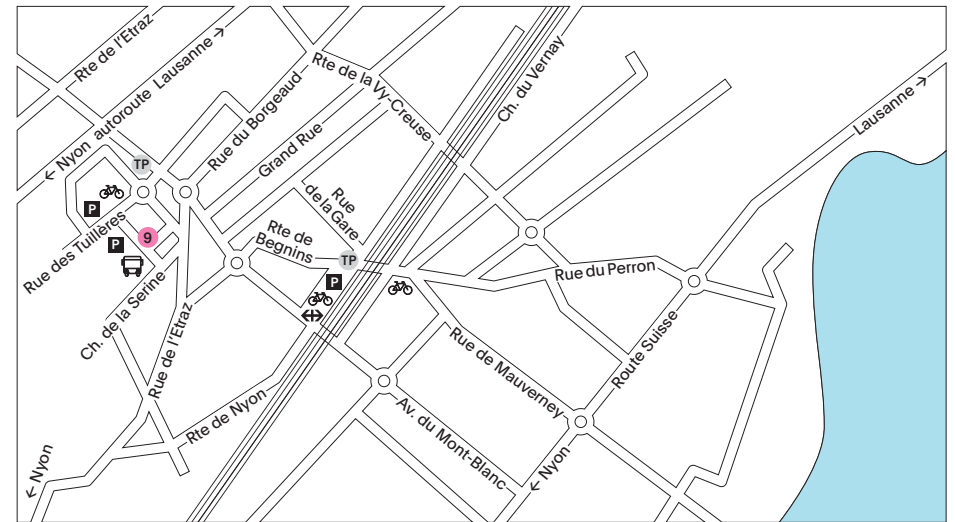 Rte de l'Etraz
← Nyon autoroute Lausanne →
Rte de la Vy-Creuse
Ch. du Vernay
Lausanne →
Rue du Borgeaud
Grand Rue
TP
P
Rue des Tuillères
9
P
Rue
de la Gare
Rte de
Begnins
TP
P
Rue du Perron
Ch. de la Serine
Rue de l'Etraz
Rue de Mauverney
Route Suisse
Rte de Nyon
Av. du Mont-Blanc
← Nyon
← Nyon